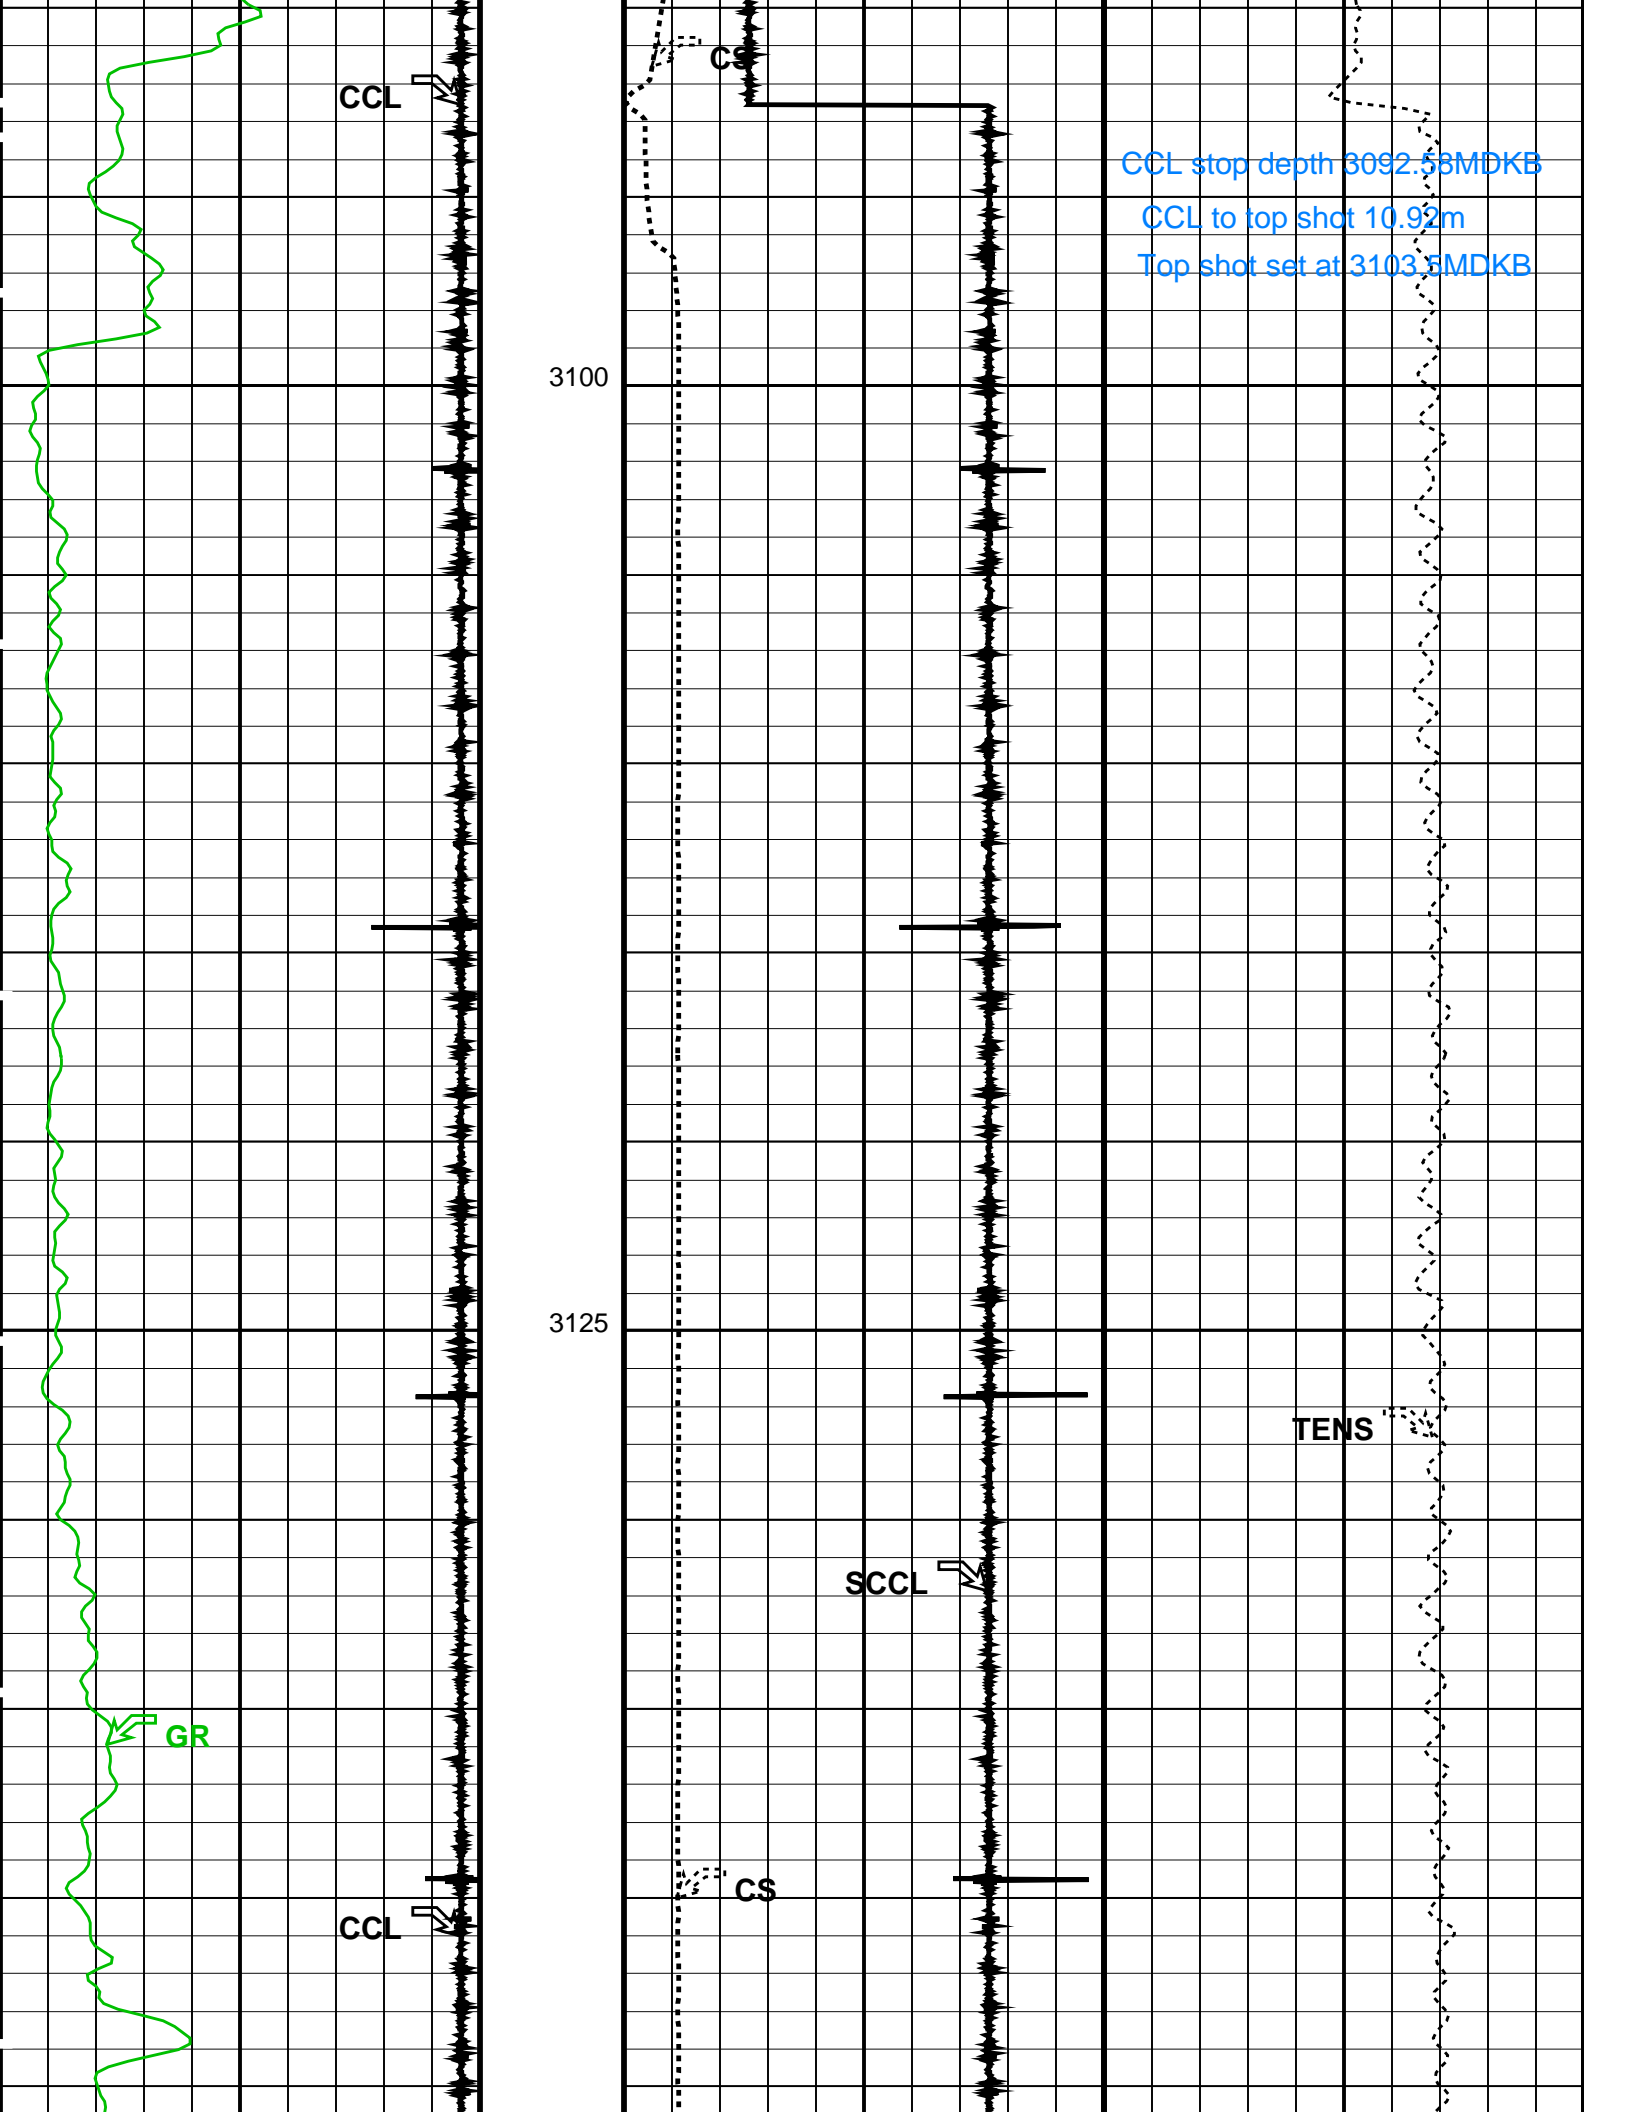 CS
CCL
CCL stop depth 3092.58MDKB
CCL to top shot 10.92m
Top shot set at 3103.5MDKB
3100
3125
TENS
SCCL
GR
CS
CCL